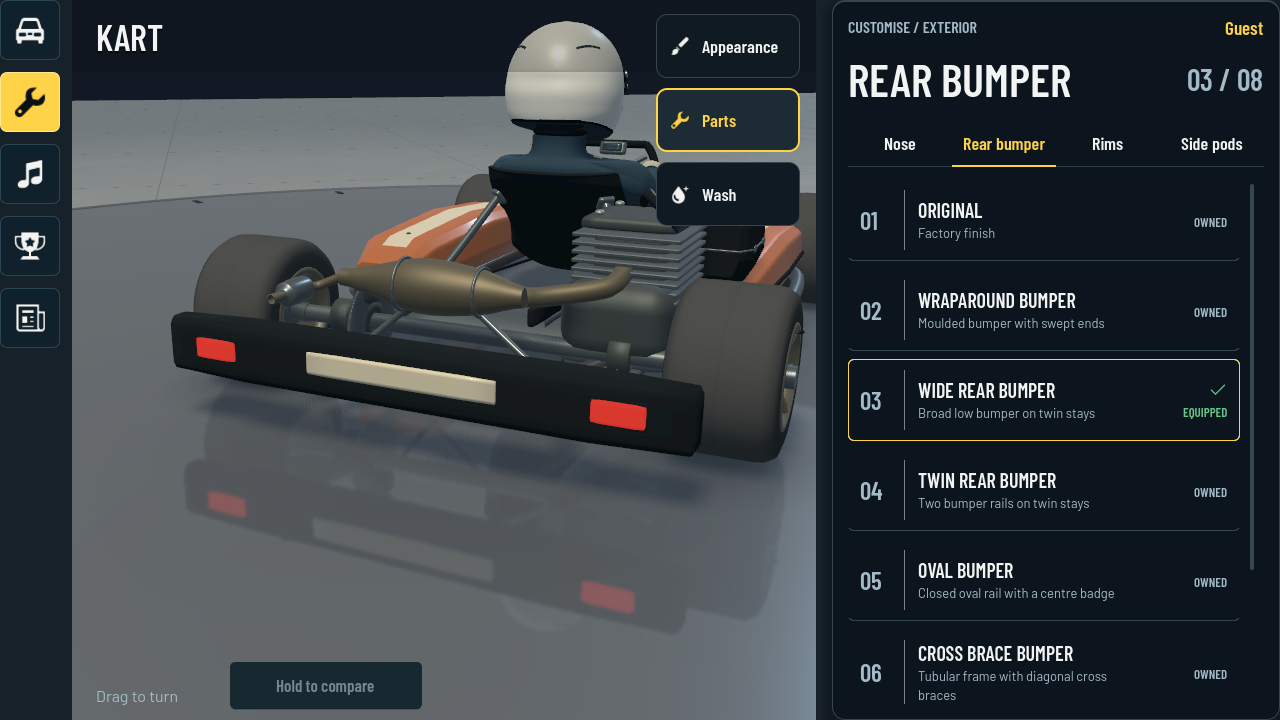 KART
Appearance
Parts
Wash
Drag to turn
Hold to compare
CUSTOMISE / EXTERIOR
Guest
REAR BUMPER
03 / 08
Nose
Rear bumper
Rims
Side pods
01
ORIGINAL
Factory finish
OWNED
02
WRAPAROUND BUMPER
Moulded bumper with swept ends
OWNED
03
WIDE REAR BUMPER
Broad low bumper on twin stays
EQUIPPED
04
TWIN REAR BUMPER
Two bumper rails on twin stays
OWNED
05
OVAL BUMPER
Closed oval rail with a centre badge
OWNED
06
CROSS BRACE BUMPER
Tubular frame with diagonal cross
braces
OWNED